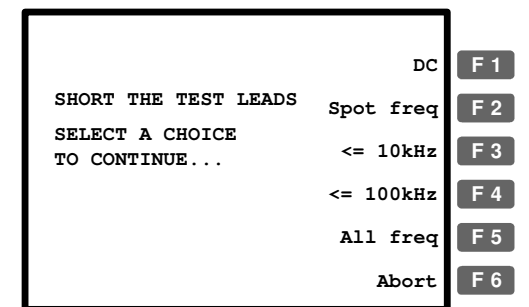 DC F 1
SHORT THE TEST LEADS
Spot freq F 2
SELECT A CHOICE
TO CONTINUE...
<= 10kHz F 3
<= 100kHz F 4
All freq F 5
Abort F 6